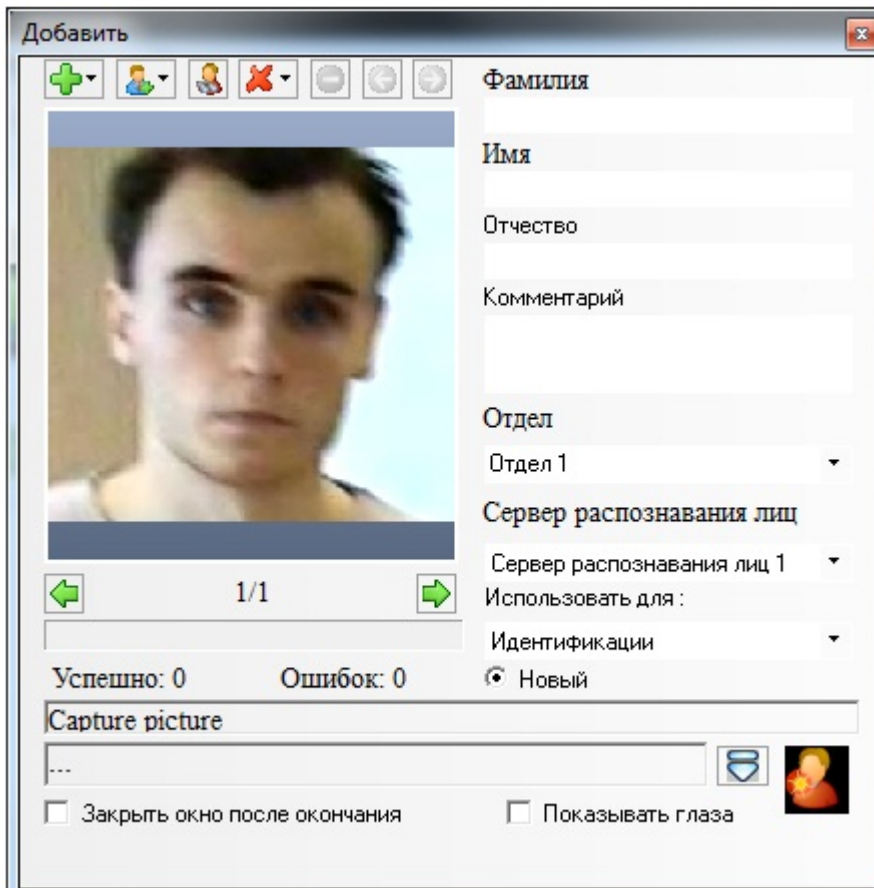 Добавить
Фамилия
Имя
Отчество
Комментарий
Отдел
Отдел 1
Сервер распознавания лиц
Сервер распознавания лиц 1
1/1
Использовать для :
Идентификации
Успешно: 0 Ошибок: 0
Новый
Capture picture
---
Закрыть окно после окончания
Показывать глаза